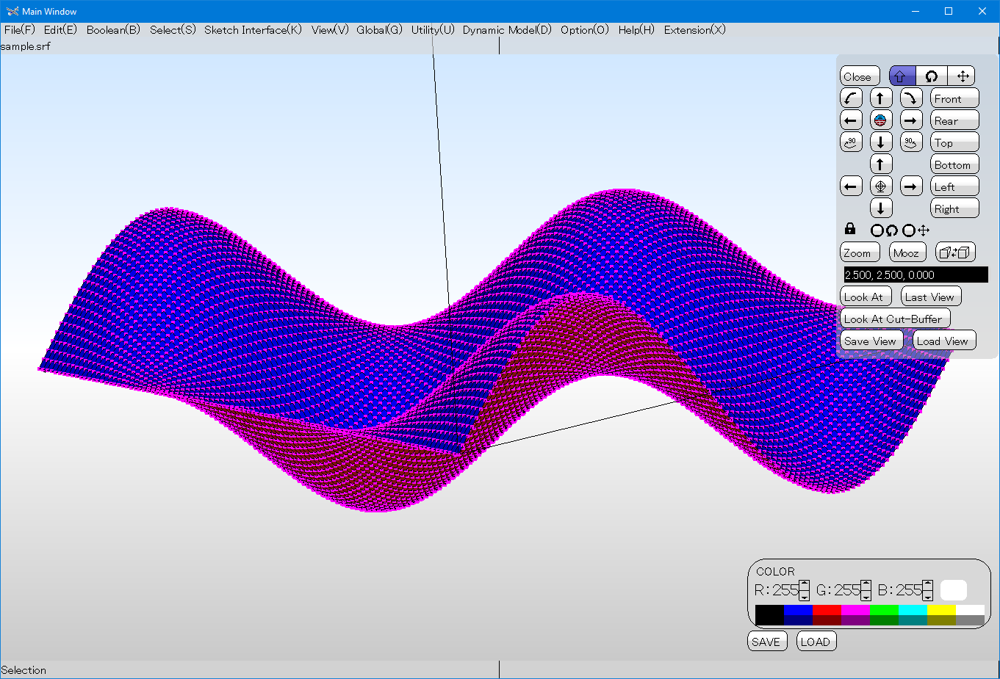 Main Window
File(F) Edit(E) Boolean(B) Select(S) Sketch Interface(K) View(V) Global(G) Utility(U) Dynamic Model(D) Option(O) Help(H) Extension(X)
sample.srf
Close
Front
Rear
90 90 Top
Bottom
Left
Right
Zoom Mooz
2.500, 2.500, 0.000
Look At Last View
Look At Cut-Buffer
Save View Load View
COLOR
R:255 G:255 B:255
SAVE LOAD
Selection